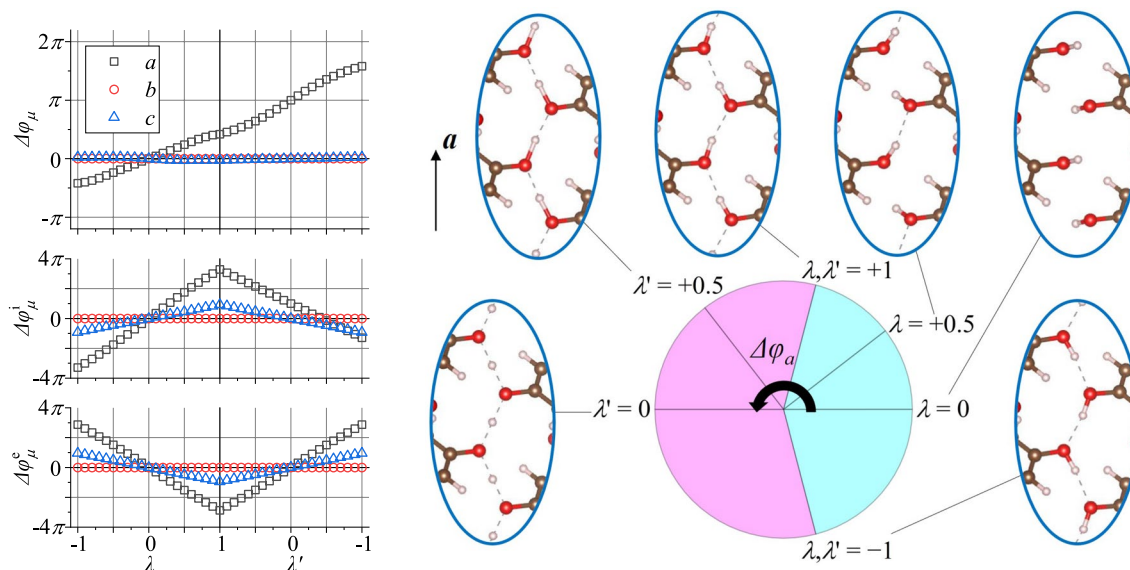 2π
π
0
-π
Δφ_μ
a
b
c
4π
0
-4π
Δφ^i_μ
4π
0
-4π
Δφ^e_μ
-1 0 1 0 -1
λ λ′
a
λ′ = +0.5
λ,λ′ = +1
λ = +0.5
Δφ_a
λ′ = 0
λ = 0
λ,λ′ = −1